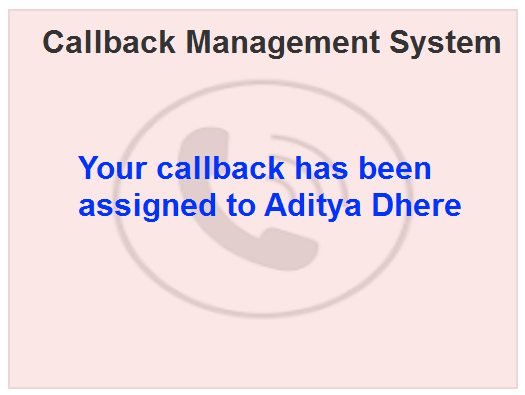 Callback Management System
Your callback has been
assigned to Aditya Dhere